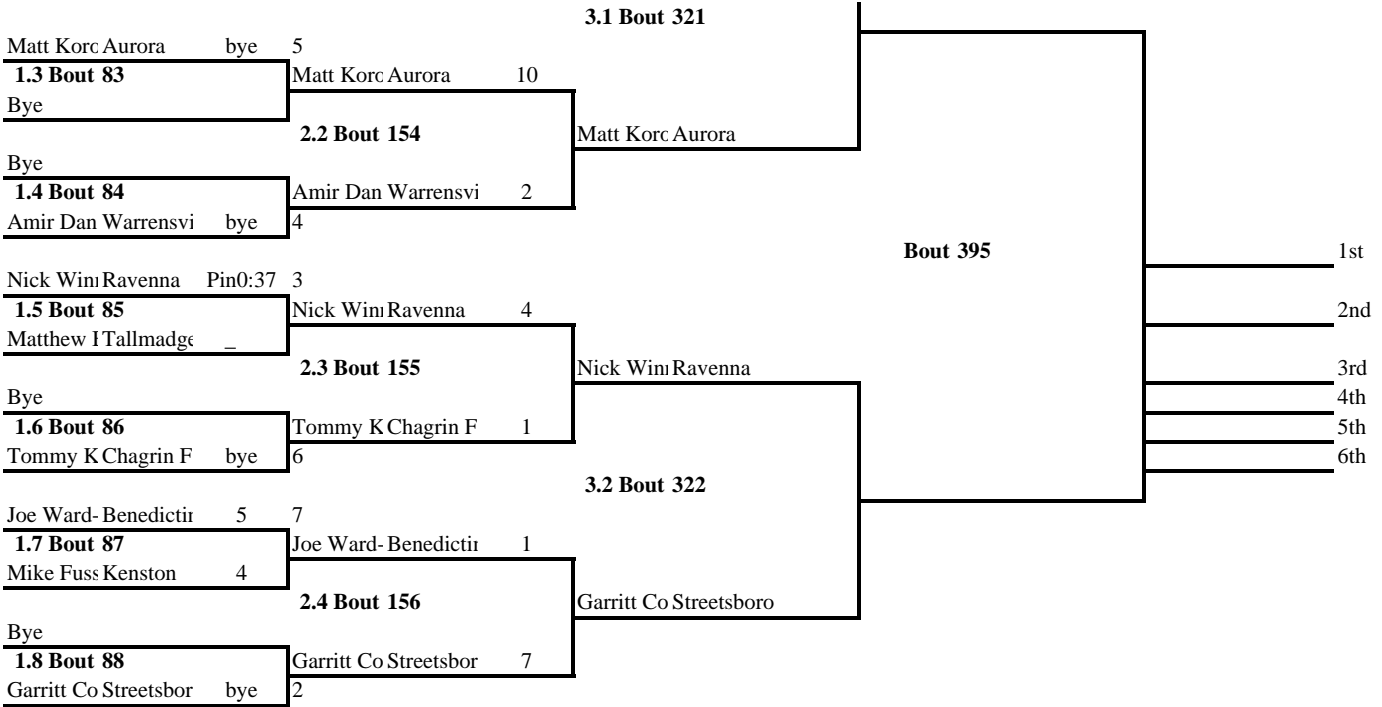 3.1 Bout 321
Matt Korc Aurora bye 5
1.3 Bout 83 Matt Korc Aurora 10
Bye
2.2 Bout 154 Matt Korc Aurora
Bye
1.4 Bout 84 Amir Dan Warrensvi 2
Amir Dan Warrensvi bye 4
Bout 395 1st
Nick Win Ravenna Pin0:37 3
1.5 Bout 85 Nick Win Ravenna 4 2nd
Matthew Tallmadge _
2.3 Bout 155 Nick Win Ravenna 3rd
Bye 4th
1.6 Bout 86 Tommy K Chagrin F 1 5th
Tommy K Chagrin F bye 6 6th
3.2 Bout 322
Joe Ward- Benedictin 5 7
1.7 Bout 87 Joe Ward- Benedictin 1
Mike Fuss Kenston 4
2.4 Bout 156 Garritt Co Streetsboro
Bye
1.8 Bout 88 Garritt Co Streetsbor 7
Garritt Co Streetsbor bye 2